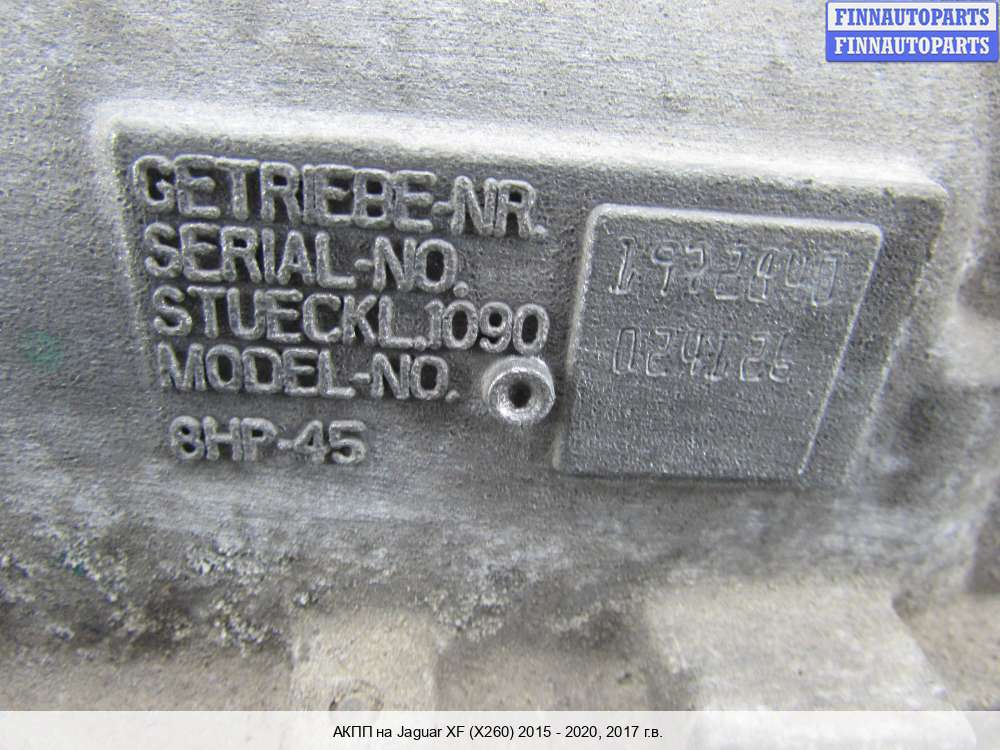 FINNAUTOPARTS
FINNAUTOPARTS
GETRIEBE-NR.
SERIAL-NO.
STUECKL.1090
MODEL-NO.
8HP-45
024126
АКПП на Jaguar XF (X260) 2015 - 2020, 2017 г.в.